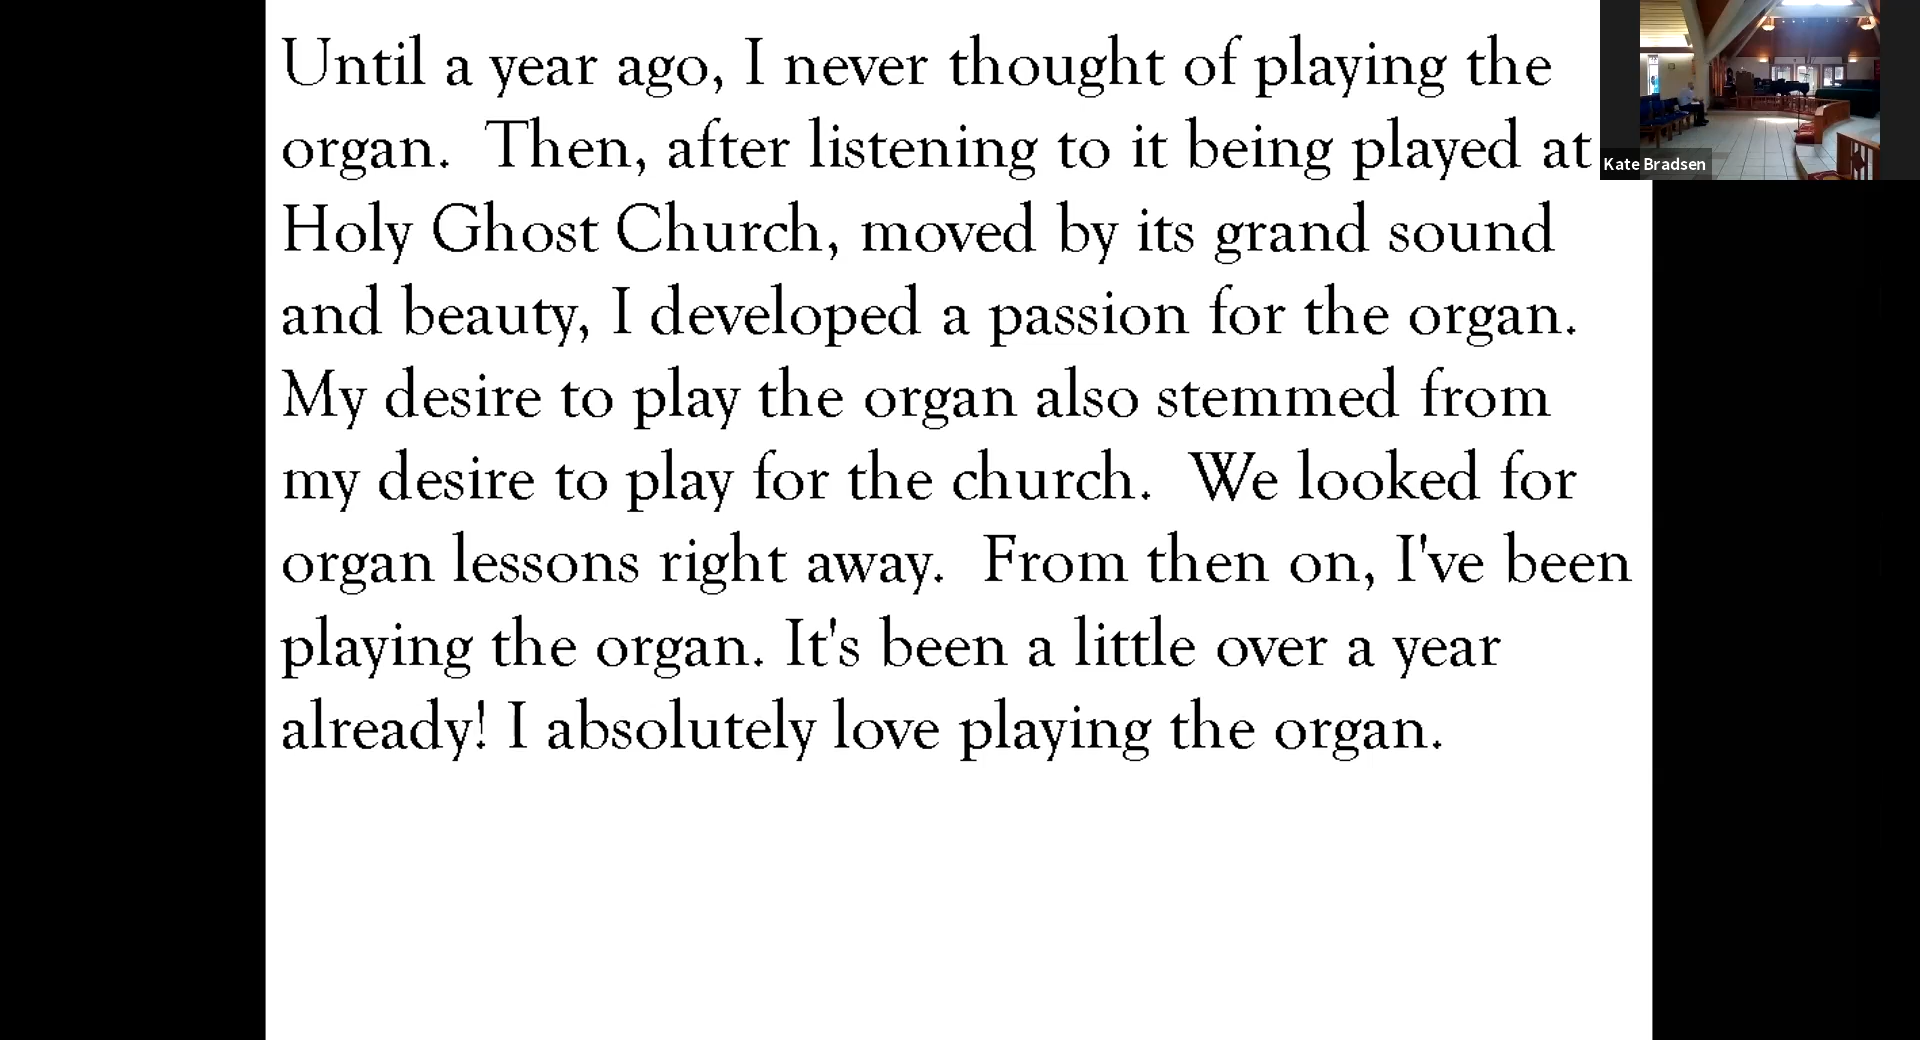 Until a year ago, I never thought of playing the
organ.  Then, after listening to it being played at
Holy Ghost Church, moved by its grand sound
and beauty, I developed a passion for the organ.
My desire to play the organ also stemmed from
my desire to play for the church.  We looked for
organ lessons right away.  From then on, I've been
playing the organ. It's been a little over a year
already! I absolutely love playing the organ.
Kate Bradsen